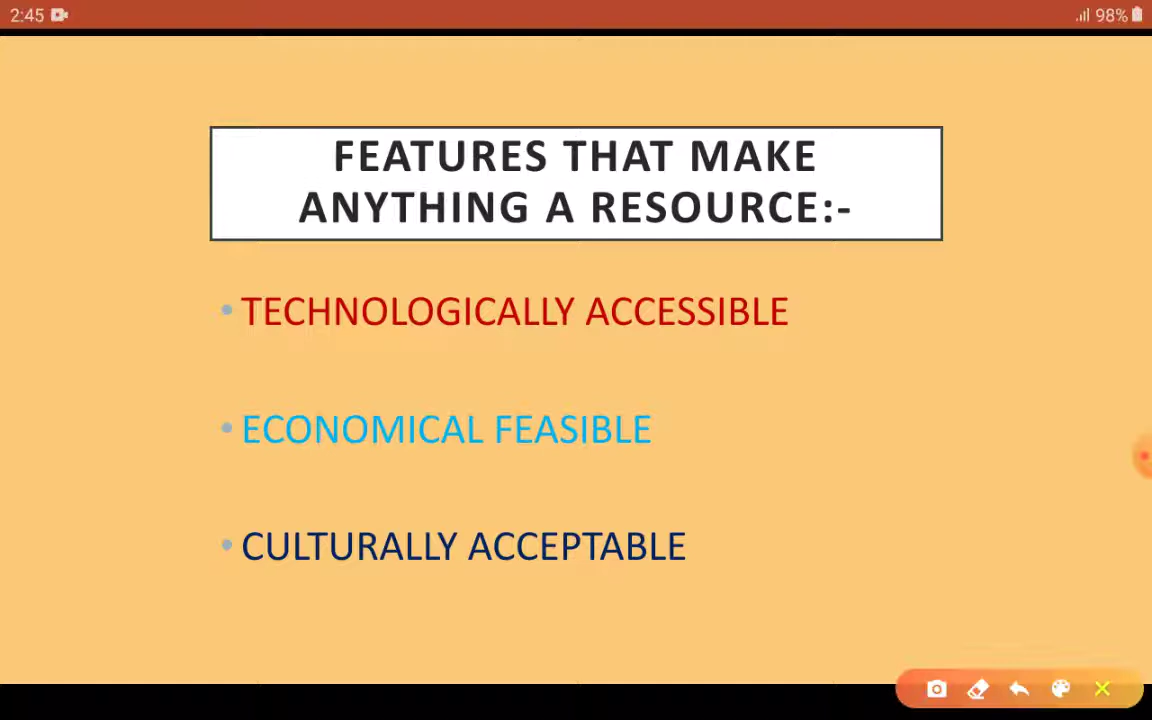 2:45
98%
FEATURES THAT MAKE
ANYTHING A RESOURCE:-
• TECHNOLOGICALLY ACCESSIBLE
• ECONOMICAL FEASIBLE
• CULTURALLY ACCEPTABLE